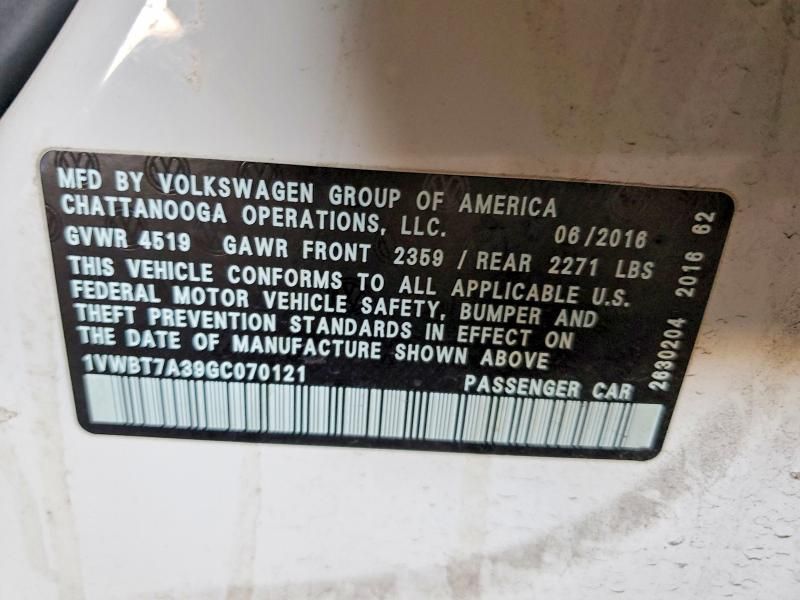 MFD BY VOLKSWAGEN GROUP OF AMERICA
CHATTANOOGA OPERATIONS, LLC. 06/2016
GVWR 4519 GAWR FRONT 2359 / REAR 2271 LBS
THIS VEHICLE CONFORMS TO ALL APPLICABLE U.S.
FEDERAL MOTOR VEHICLE SAFETY, BUMPER AND
THEFT PREVENTION STANDARDS IN EFFECT ON
THE DATE OF MANUFACTURE SHOWN ABOVE
1VWBT7A39GC070121 PASSENGER CAR
2630204 2016 62